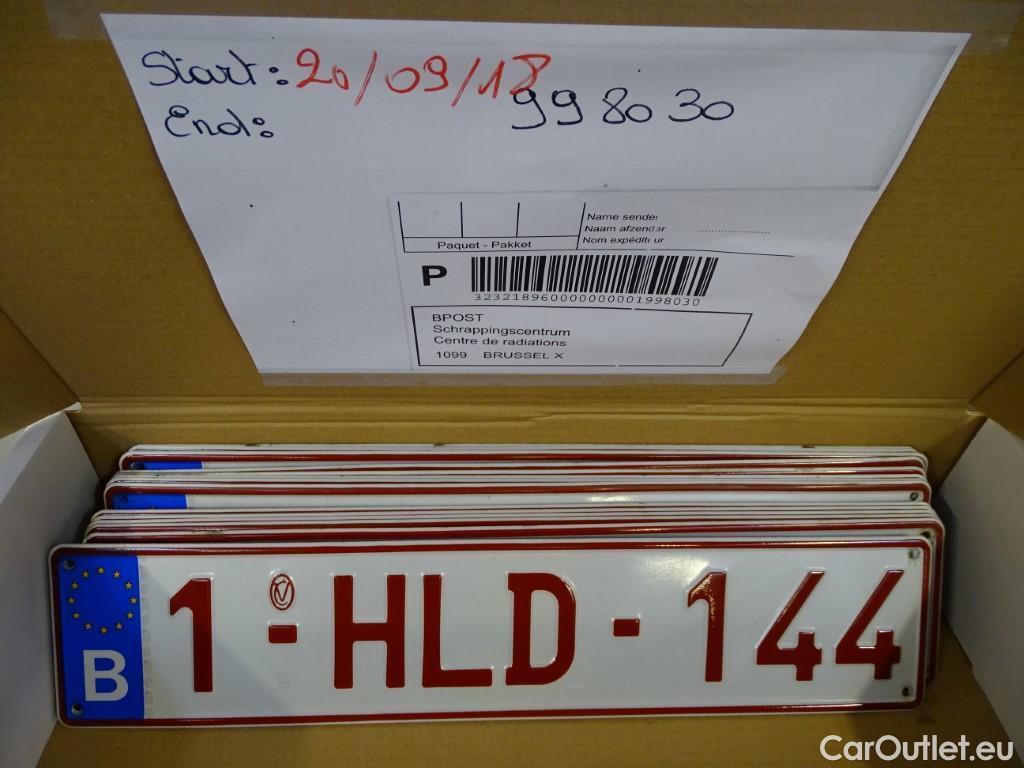 Start: 20/09/18
End: 998030
Name sender
Naam afzender
Nom expéditeur
Paquet - Pakket
P
323218960000000001998030
BPOST
Schrappingscentrum
Centre de radiations
1099 BRUSSEL X
B 1-HLD-144
CarOutlet.eu